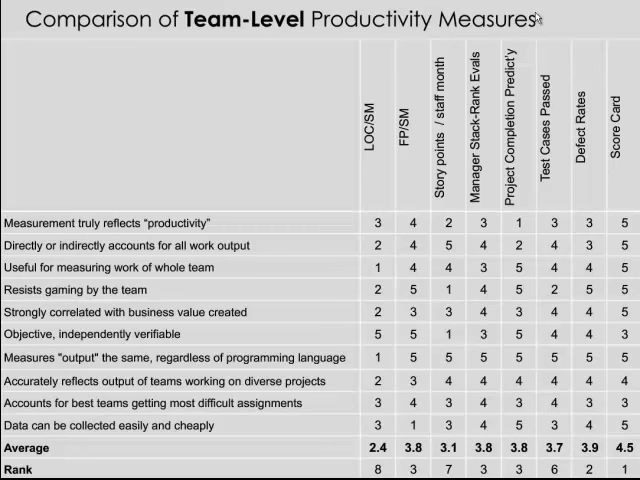 Comparison of Team-Level Productivity Measures
LOC/SM
FP/SM
Story points / staff month
Manager Stack-Rank Evals
Project Completion Predict'y
Test Cases Passed
Defect Rates
Score Card
Measurement truly reflects “productivity” 3 4 2 3 1 3 3 5
Directly or indirectly accounts for all work output 2 4 5 4 2 4 3 5
Useful for measuring work of whole team 1 4 4 3 5 4 4 5
Resists gaming by the team 2 5 1 4 5 2 5 5
Strongly correlated with business value created 2 3 3 4 3 4 4 5
Objective, independently verifiable 5 5 1 3 5 4 4 3
Measures "output" the same, regardless of programming language 1 5 5 5 5 5 5 5
Accurately reflects output of teams working on diverse projects 2 3 4 4 4 4 4 4
Accounts for best teams getting most difficult assignments 3 4 3 4 3 4 3 3
Data can be collected easily and cheaply 3 1 3 4 5 3 4 5
Average 2.4 3.8 3.1 3.8 3.8 3.7 3.9 4.5
Rank 8 3 7 3 3 6 2 1